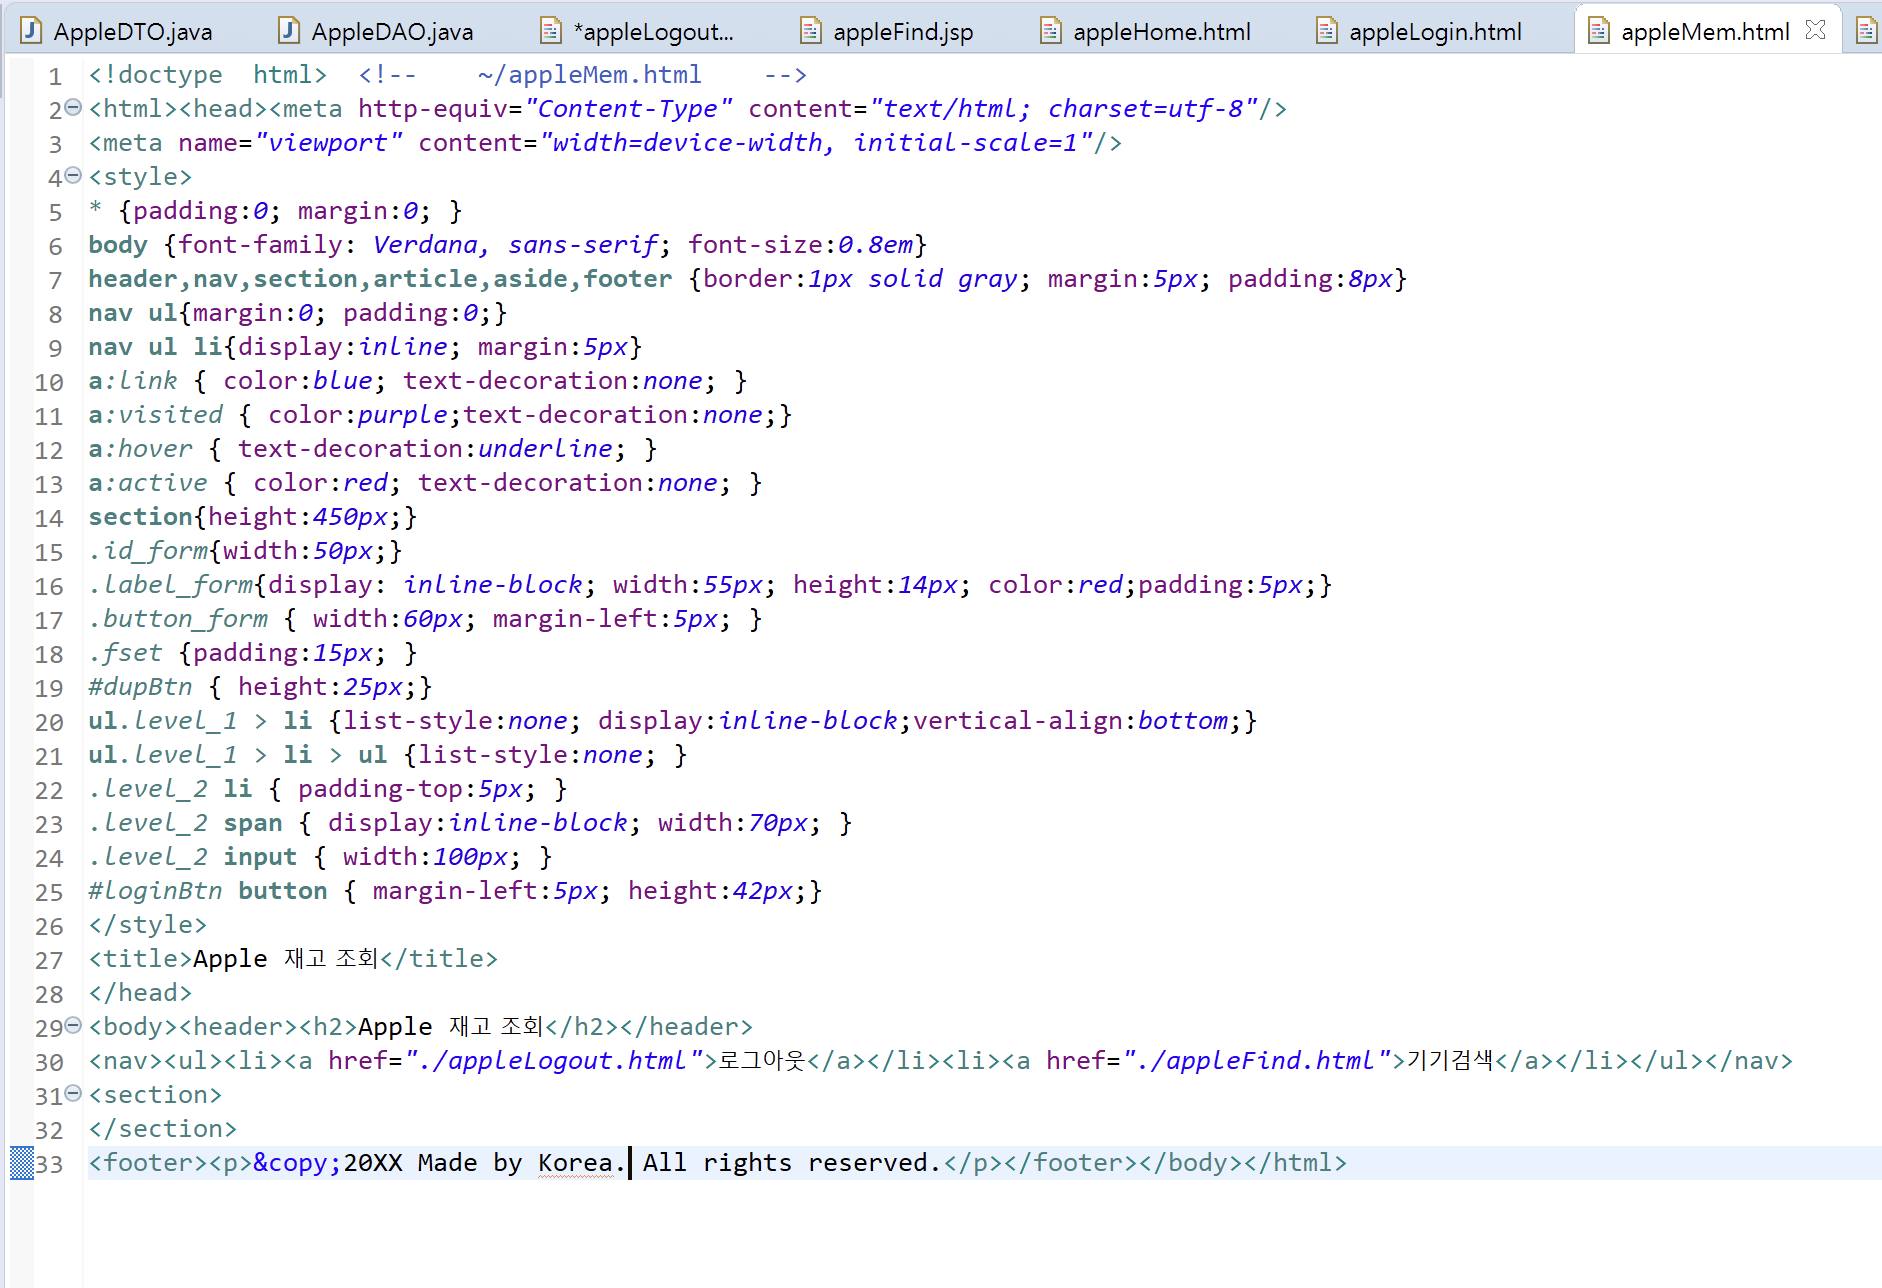 AppleDTO.java AppleDAO.java *appleLogout... appleFind.jsp appleHome.html appleLogin.html appleMem.html
1 <!doctype  html>  <!--    ~/appleMem.html    -->
2 <html><head><meta http-equiv="Content-Type" content="text/html; charset=utf-8"/>
3 <meta name="viewport" content="width=device-width, initial-scale=1"/>
4 <style>
5 * {padding:0; margin:0; }
6 body {font-family: Verdana, sans-serif; font-size:0.8em}
7 header,nav,section,article,aside,footer {border:1px solid gray; margin:5px; padding:8px}
8 nav ul{margin:0; padding:0;}
9 nav ul li{display:inline; margin:5px}
10 a:link { color:blue; text-decoration:none; }
11 a:visited { color:purple;text-decoration:none;}
12 a:hover { text-decoration:underline; }
13 a:active { color:red; text-decoration:none; }
14 section{height:450px;}
15 .id_form{width:50px;}
16 .label_form{display: inline-block; width:55px; height:14px; color:red;padding:5px;}
17 .button_form { width:60px; margin-left:5px; }
18 .fset {padding:15px; }
19 #dupBtn { height:25px;}
20 ul.level_1 > li {list-style:none; display:inline-block;vertical-align:bottom;}
21 ul.level_1 > li > ul {list-style:none; }
22 .level_2 li { padding-top:5px; }
23 .level_2 span { display:inline-block; width:70px; }
24 .level_2 input { width:100px; }
25 #loginBtn button { margin-left:5px; height:42px;}
26 </style>
27 <title>Apple 재고 조회</title>
28 </head>
29 <body><header><h2>Apple 재고 조회</h2></header>
30 <nav><ul><li><a href="./appleLogout.html">로그아웃</a></li><li><a href="./appleFind.html">기기검색</a></li></ul></nav>
31 <section>
32 </section>
33 <footer><p>&copy;20XX Made by Korea. All rights reserved.</p></footer></body></html>